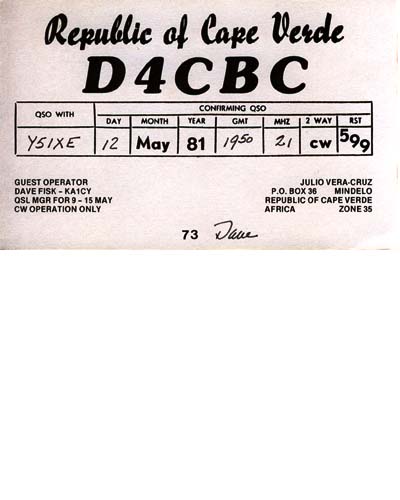 Republic of Cape Verde
D4CBC
QSO WITH CONFIRMING QSO
DAY MONTH YEAR GMT MHZ 2 WAY RST
Y51XE 12 May 81 1950 21 CW 599
GUEST OPERATOR
DAVE FISK - KA1CY
QSL MGR FOR 9 - 15 MAY
CW OPERATION ONLY
JULIO VERA-CRUZ
P.O. BOX 36 MINDELO
REPUBLIC OF CAPE VERDE
AFRICA ZONE 35
73 Dave